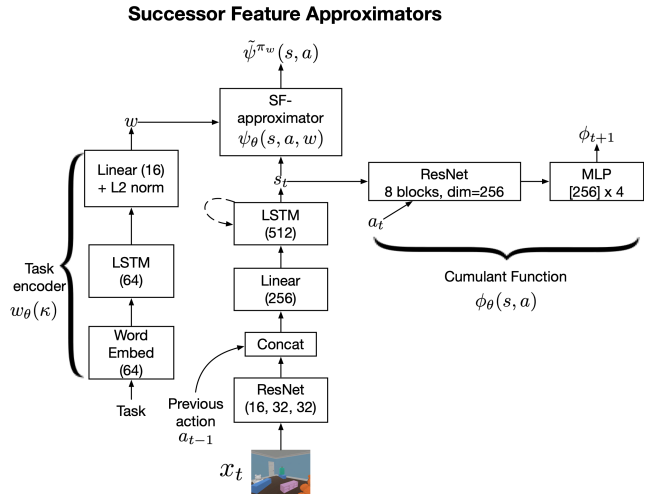 Successor Feature Approximators
ψ̃^{π_w}(s, a)
SF-
approximator
ψ_θ(s, a, w)
w
Linear (16)
+ L2 norm
LSTM
(64)
Word
Embed
(64)
Task
Task
encoder
w_θ(κ)
s_t
LSTM
(512)
Linear
(256)
Concat
ResNet
(16, 32, 32)
Previous
action
a_{t−1}
x_t
ResNet
8 blocks, dim=256
a_t
MLP
[256] x 4
ϕ_{t+1}
Cumulant Function
ϕ_θ(s, a)